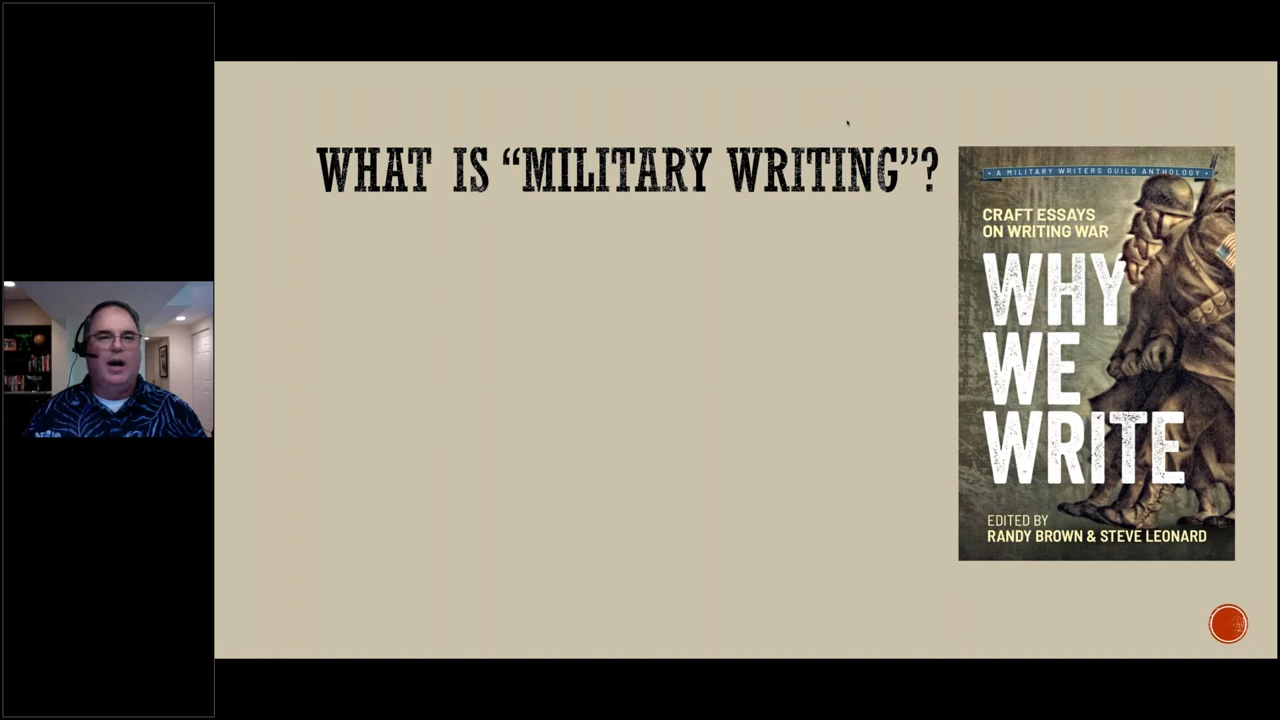 WHAT IS “MILITARY WRITING”?
• A MILITARY WRITERS GUILD ANTHOLOGY •
CRAFT ESSAYS
ON WRITING WAR
WHY
WE
WRITE
EDITED BY
RANDY BROWN & STEVE LEONARD